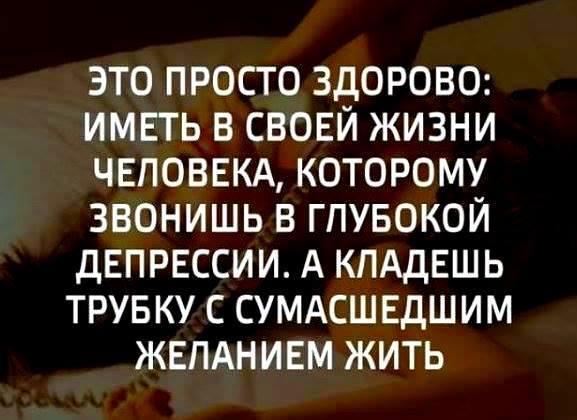 ЭТО ПРОСТО ЗДОРОВО:
ИМЕТЬ В СВОЕЙ ЖИЗНИ
ЧЕЛОВЕКА, КОТОРОМУ
ЗВОНИШЬ В ГЛУБОКОЙ
ДЕПРЕССИИ. А КЛАДЕШЬ
ТРУБКУ С СУМАСШЕДШИМ
ЖЕЛАНИЕМ ЖИТЬ